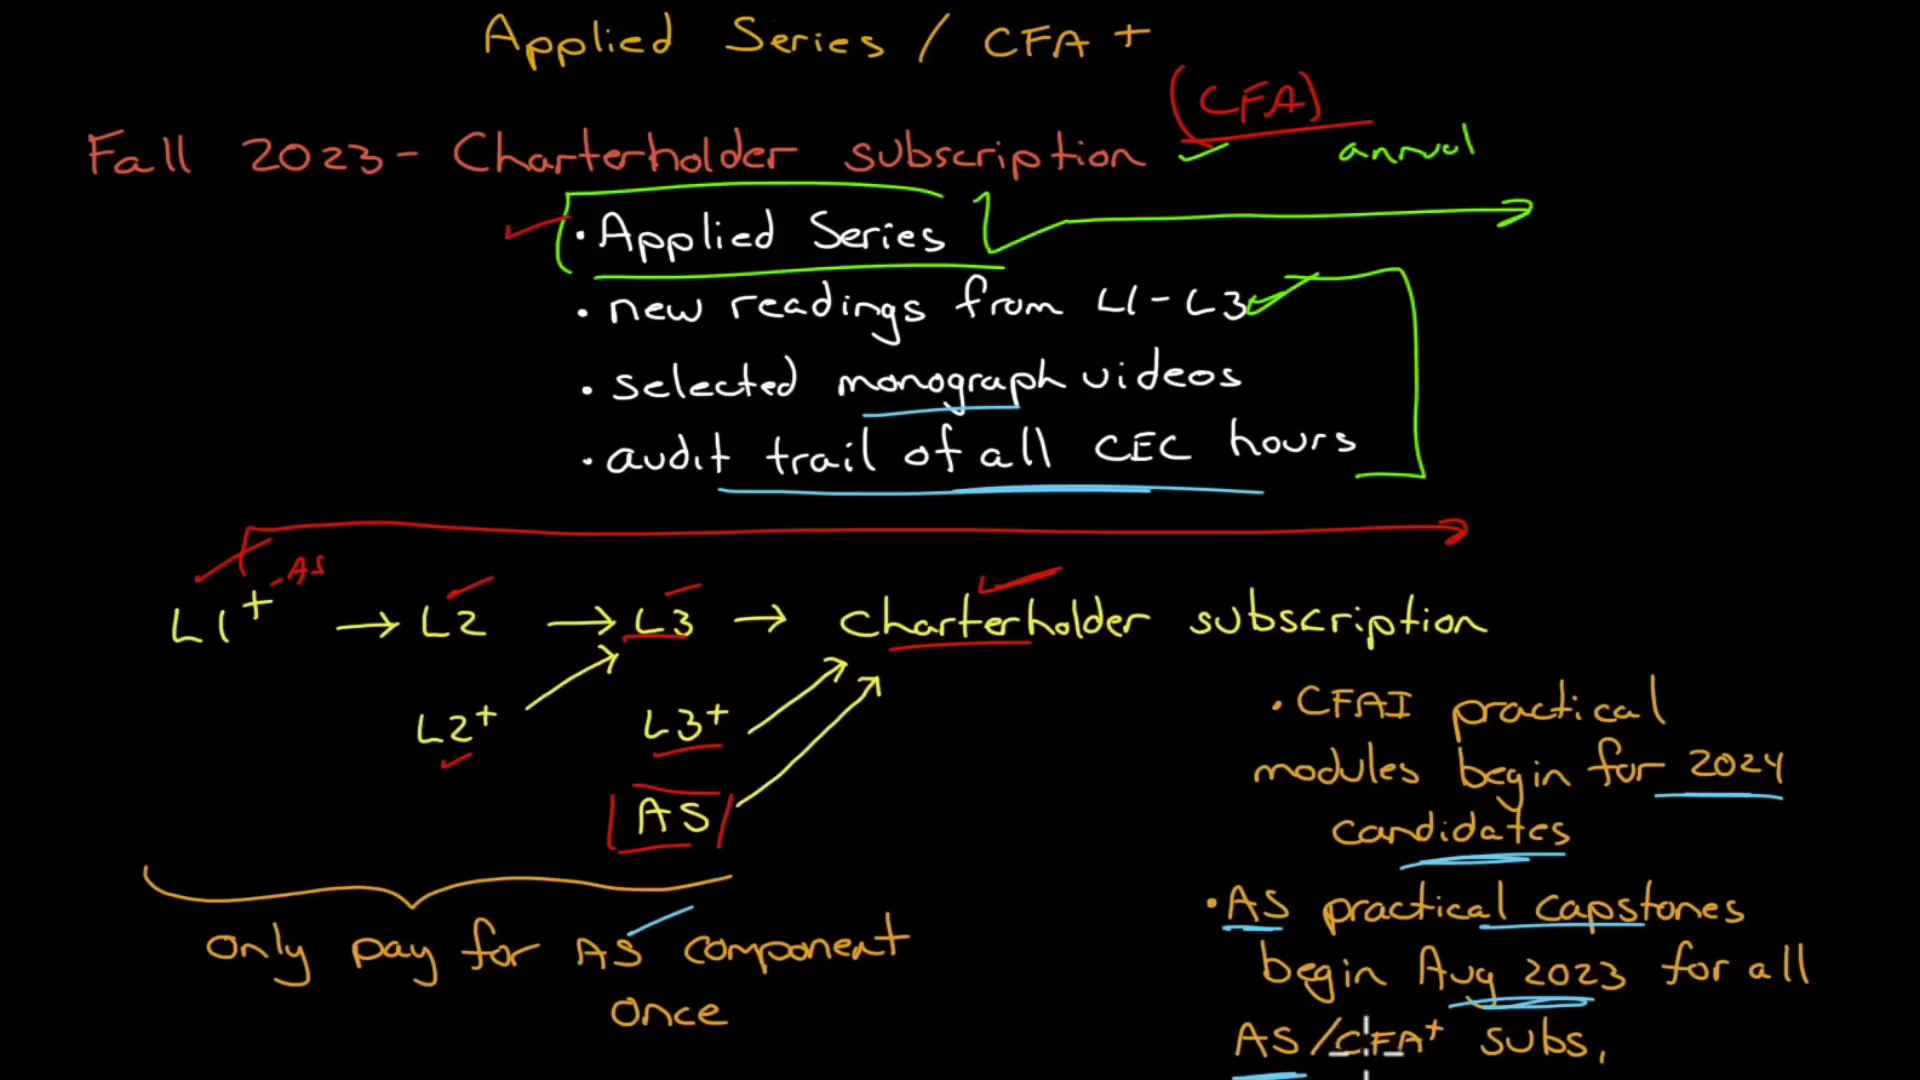 Applied Series / CFA +
(CFA)
Fall 2023 - Charterholder subscription
annual
• Applied Series
• new readings from L1 - L3
• selected monograph videos
• audit trail of all CEC hours
AS
L1+ → L2 → L3 → charterholder subscription
L2+ L3+
AS
only pay for AS component
once
• CFAI practical
modules begin for 2024
candidates
• AS practical capstones
begin Aug 2023 for all
AS/CFA+ subs.